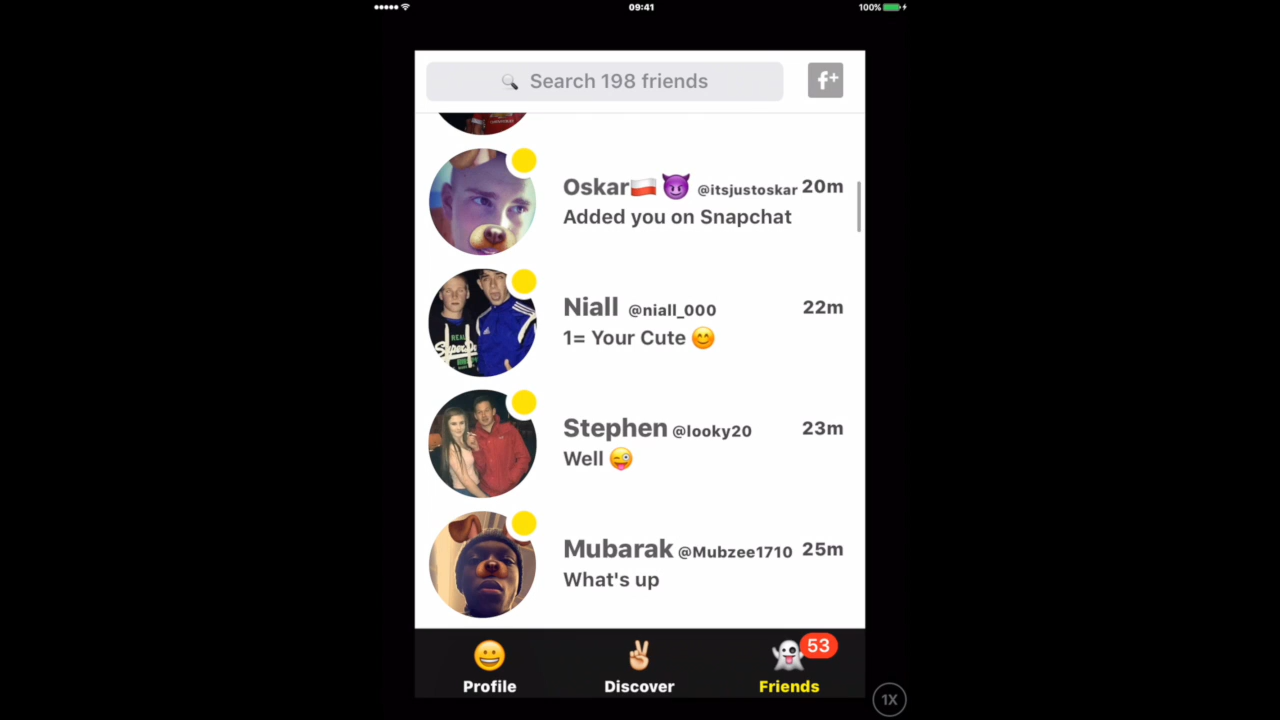 09:41
100%
Search 198 friends
f+
Oskar🇵🇱😈 @itsjustoskar 20m
Added you on Snapchat
Niall @niall_000 22m
1= Your Cute 😊
Stephen @looky20 23m
Well 😜
Mubarak @Mubzee1710 25m
What's up
53
Profile Discover Friends
1X